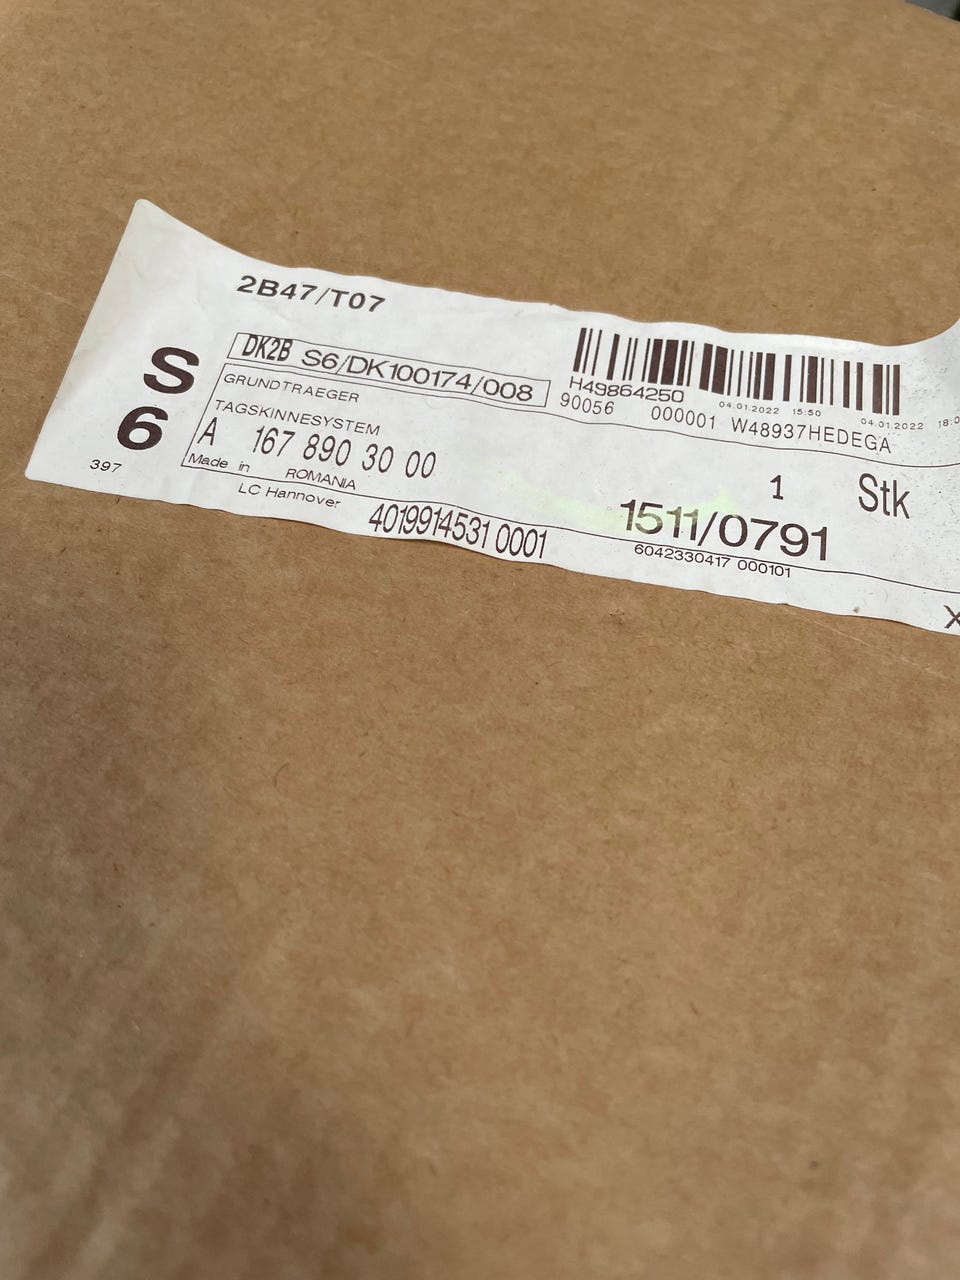 2B47/T07
S
6
397
DK2B S6/DK100174/008
GRUNDTRAEGER
TAGSKINNESYSTEM
A 167 890 30 00
Made in ROMANIA
LC Hannover
4019914531 0001
H49864250
04.01.2022 15:50
04.01.2022
90056 000001 W48937HEDEGA
1 Stk
1511/0791
6042330417 000101
X